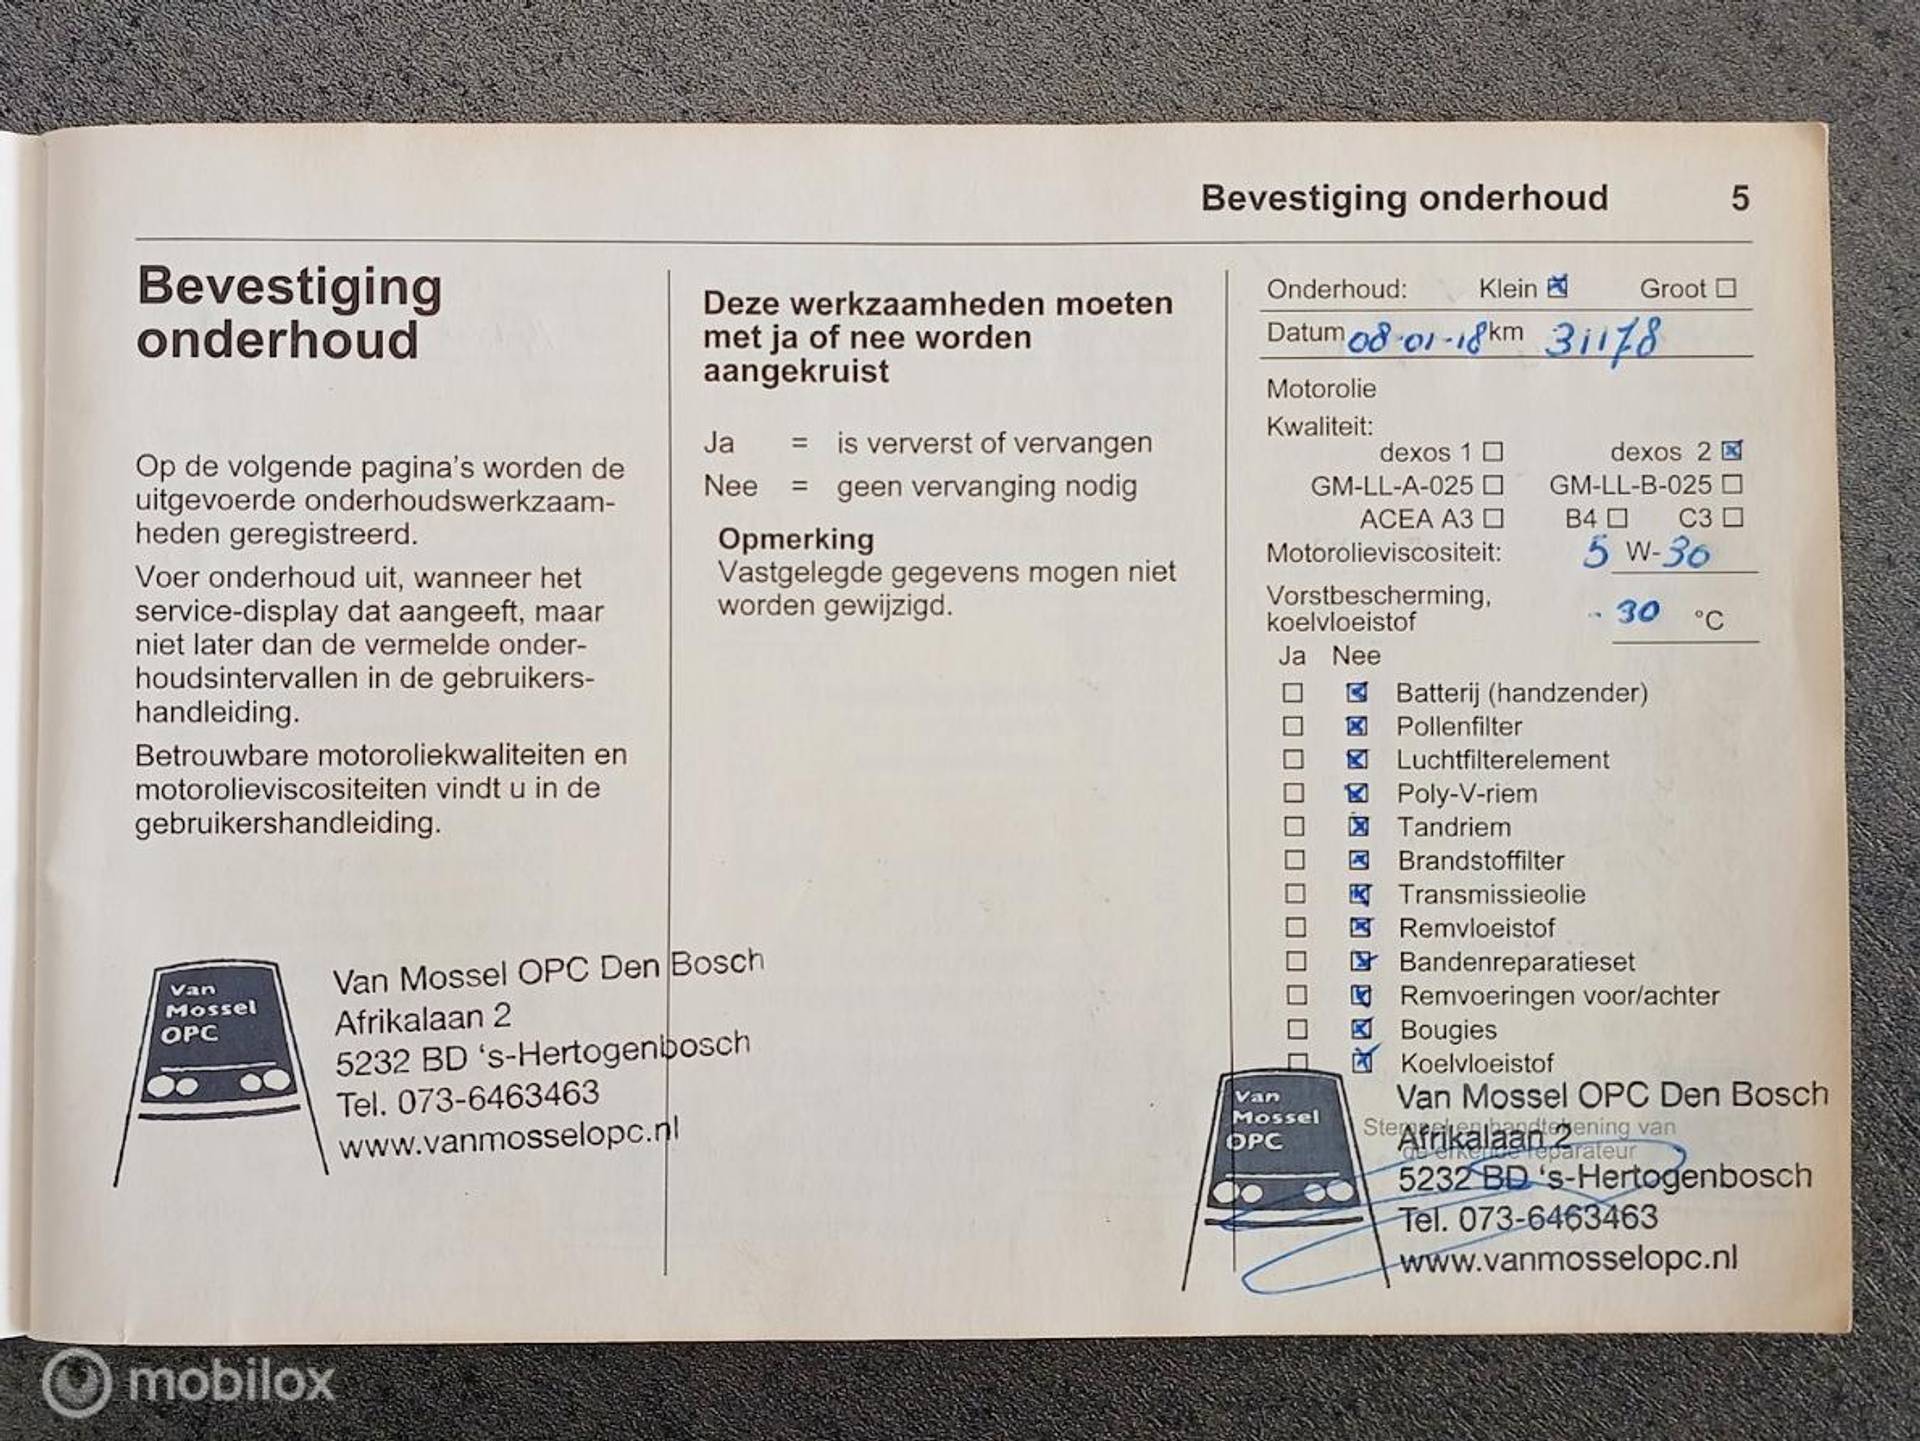 Bevestiging onderhoud 5
Bevestiging
onderhoud
Op de volgende pagina's worden de
uitgevoerde onderhoudswerkzaam-
heden geregistreerd.
Voer onderhoud uit, wanneer het
service-display dat aangeeft, maar
niet later dan de vermelde onder-
houdsintervallen in de gebruikers-
handleiding.
Betrouwbare motoroliekwaliteiten en
motorolieviscositeiten vindt u in de
gebruikershandleiding.
Van
Mossel
OPC
Van Mossel OPC Den Bosch
Afrikalaan 2
5232 BD 's-Hertogenbosch
Tel. 073-6463463
www.vanmosselopc.nl
Deze werkzaamheden moeten
met ja of nee worden
aangekruist
Ja = is ververst of vervangen
Nee = geen vervanging nodig
Opmerking
Vastgelegde gegevens mogen niet
worden gewijzigd.
Onderhoud: Klein ☒ Groot ☐
Datum 08-01-18 km 31178
Motorolie
Kwaliteit:
dexos 1 ☐ dexos 2 ☒
GM-LL-A-025 ☐ GM-LL-B-025 ☐
ACEA A3 ☐ B4 ☐ C3 ☐
Motorolieviscositeit: 5 W-30
Vorstbescherming,
koelvloeistof - 30 °C
Ja Nee
☐ ☒ Batterij (handzender)
☐ ☒ Pollenfilter
☐ ☒ Luchtfilterelement
☐ ☒ Poly-V-riem
☐ ☒ Tandriem
☐ ☒ Brandstoffilter
☐ ☒ Transmissieolie
☐ ☒ Remvloeistof
☐ ☒ Bandenreparatieset
☐ ☒ Remvoeringen voor/achter
☐ ☒ Bougies
☐ ☒ Koelvloeistof
Stempel en handtekening van
de erkende reparateur
Van
Mossel
OPC
Van Mossel OPC Den Bosch
Afrikalaan 2
5232 BD 's-Hertogenbosch
Tel. 073-6463463
www.vanmosselopc.nl
mobilox